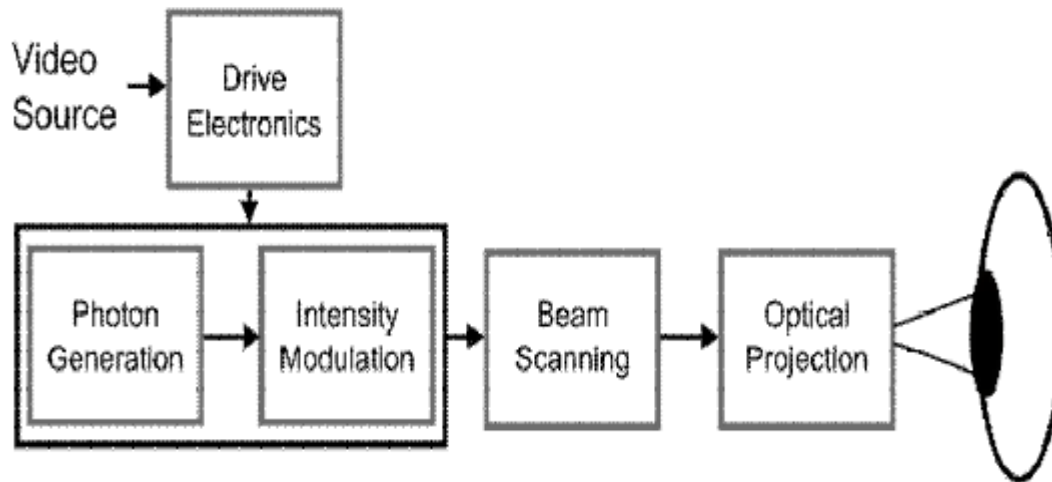 Video
Source
Drive
Electronics
Photon
Generation
Intensity
Modulation
Beam
Scanning
Optical
Projection